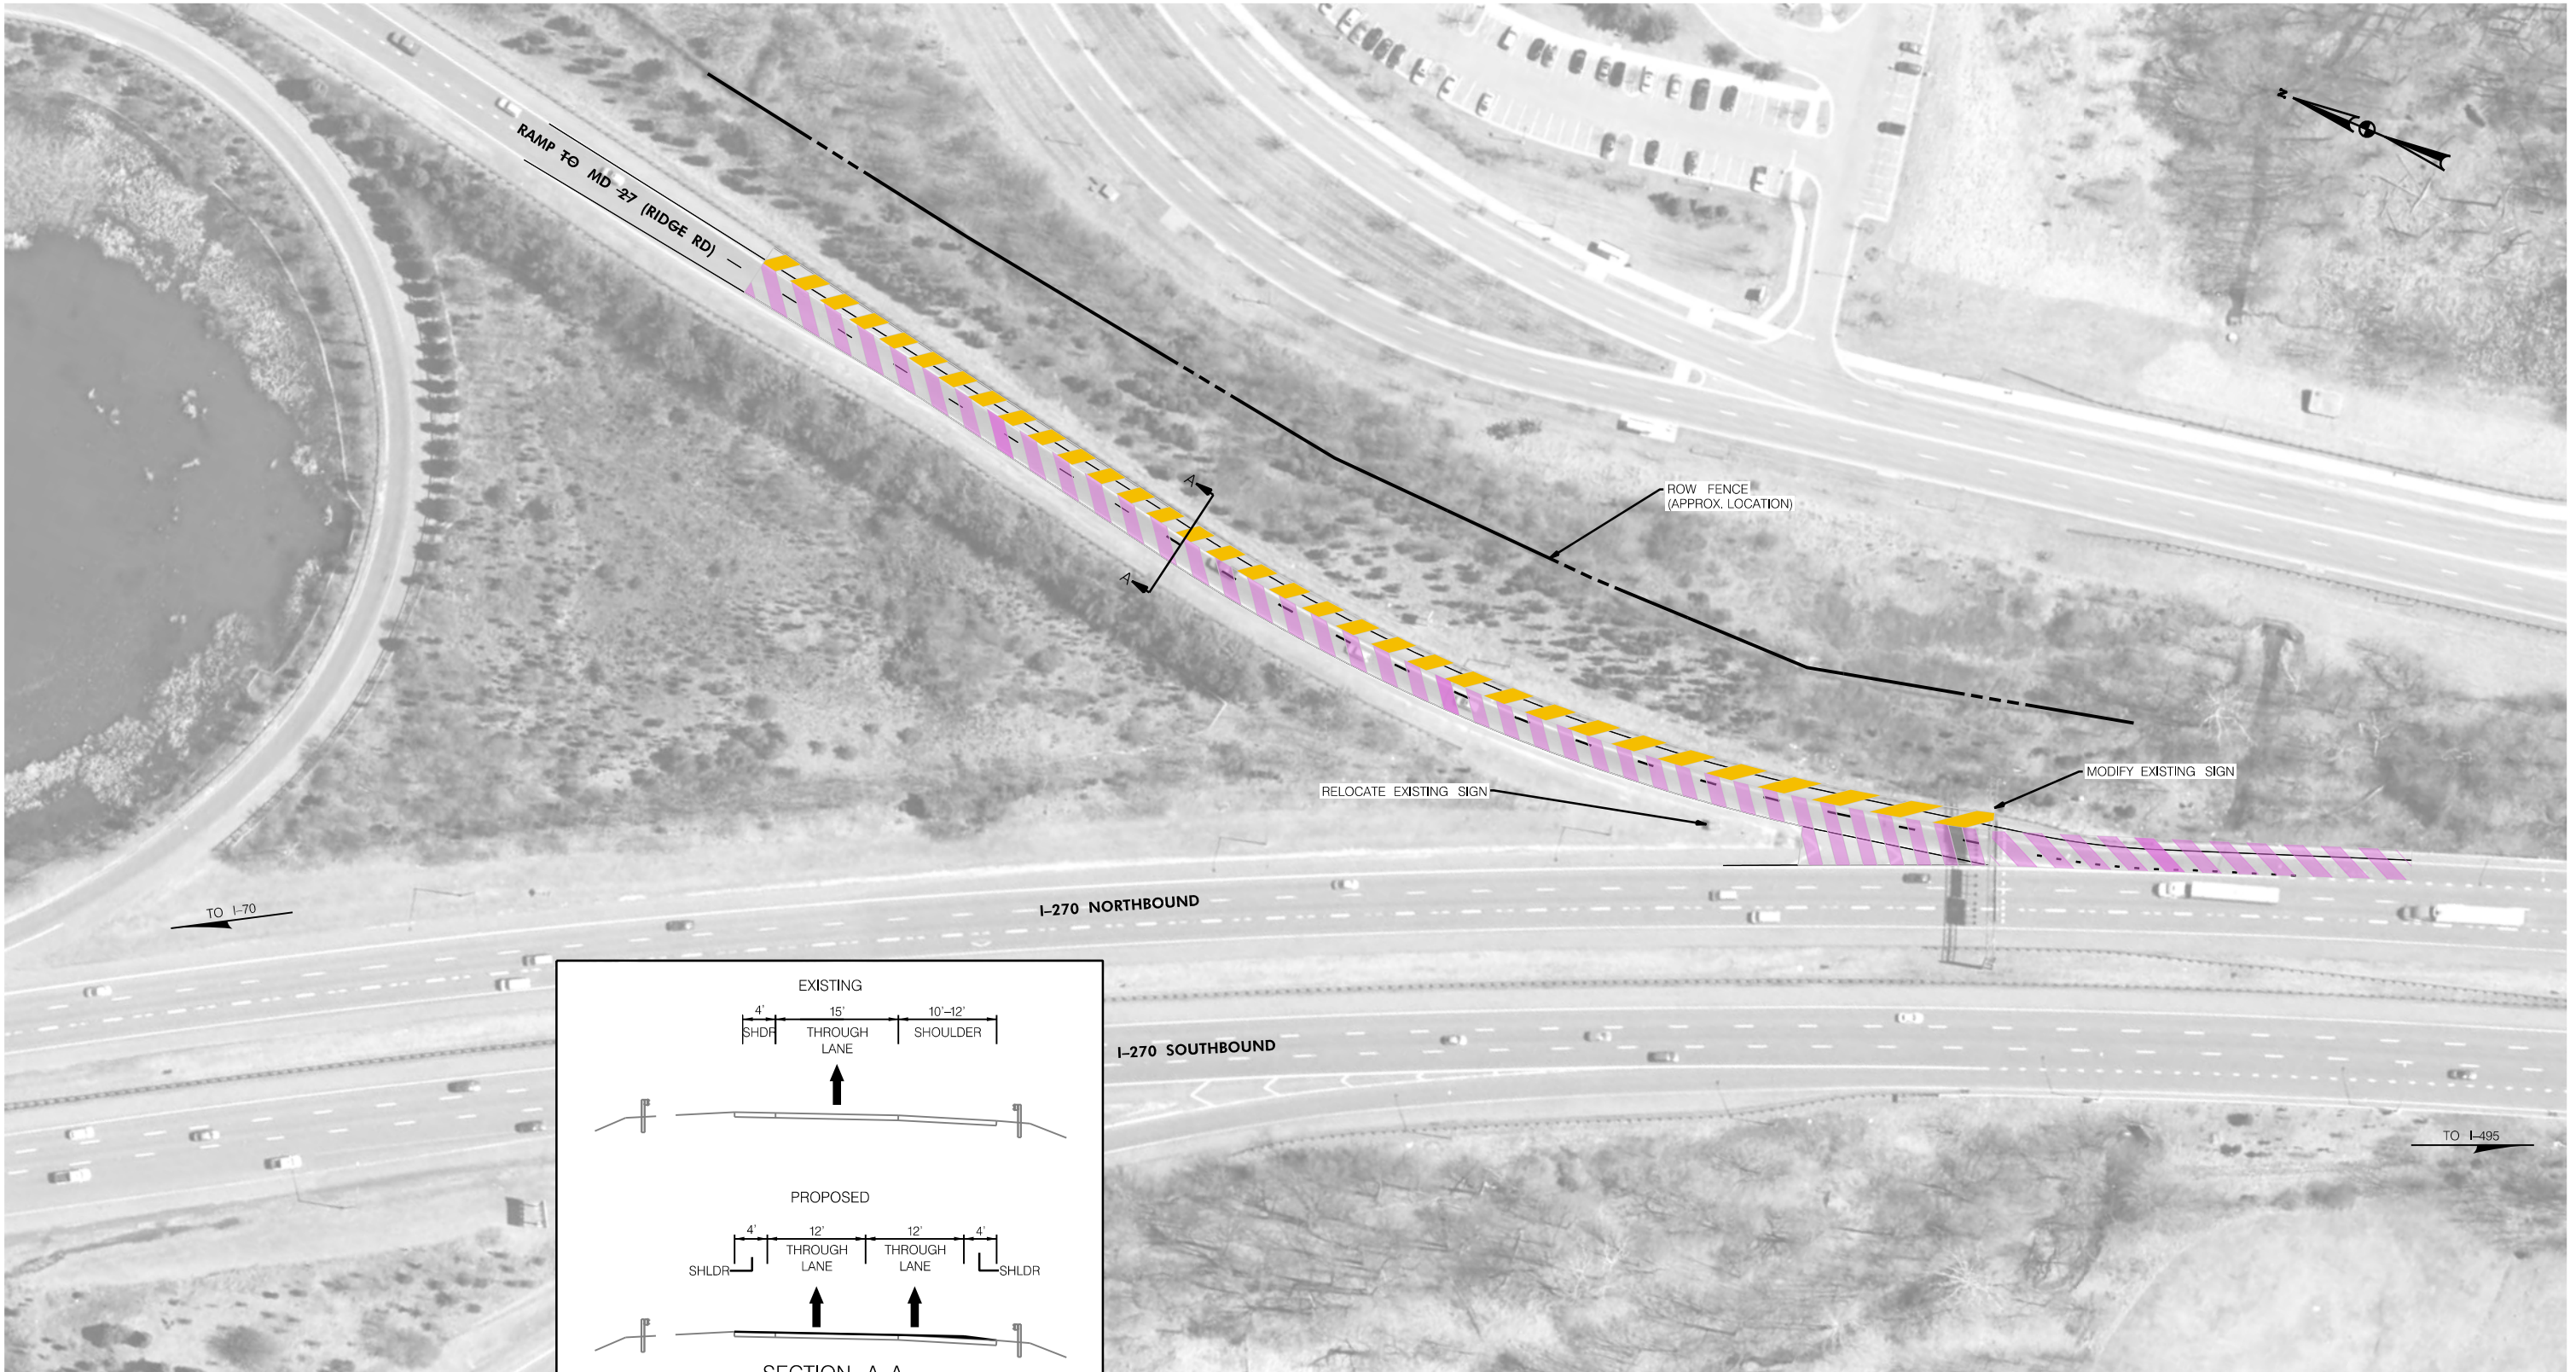 N
RAMP TO MD 27 (RIDGE RD)
A
A
ROW FENCE
(APPROX. LOCATION)
RELOCATE EXISTING SIGN
MODIFY EXISTING SIGN
TO I-70
I-270 NORTHBOUND
I-270 SOUTHBOUND
TO I-495
EXISTING
4' 15' 10'-12'
SHDR THROUGH SHOULDER
LANE
PROPOSED
4' 12' 12' 4'
THROUGH THROUGH
LANE LANE
SHLDR SHLDR
SECTION A-A